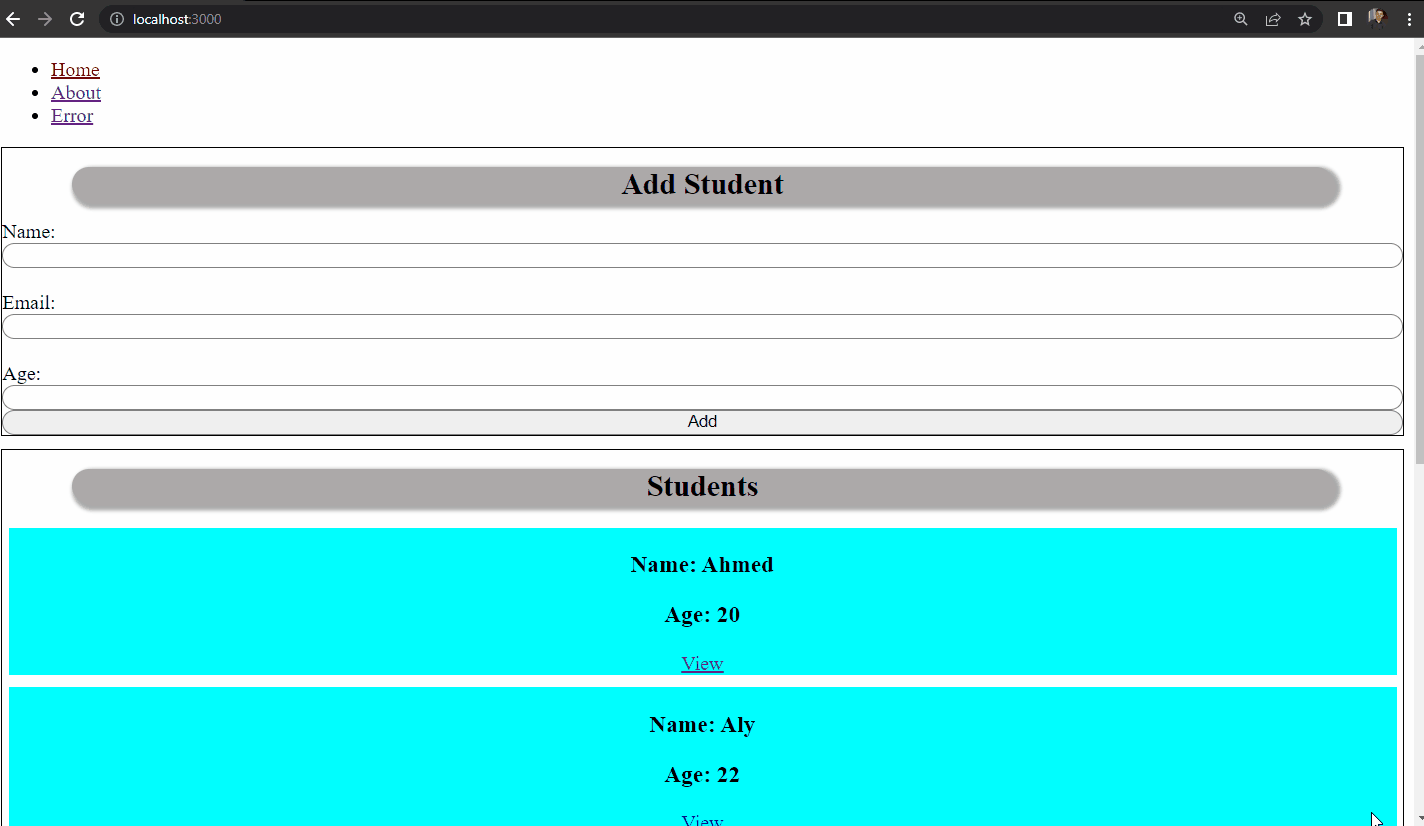 localhost:3000
Home
About
Error
Add Student
Name:
Email:
Age:
Add
Students
Name: Ahmed
Age: 20
View
Name: Aly
Age: 22
View